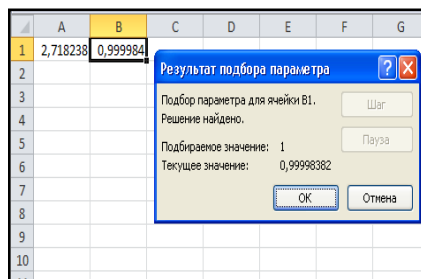 A B C D E F G
1 2,718238 0,999984
2
3
4
5
6
7
8
9
10
Результат подбора параметра
Подбор параметра для ячейки B1.
Решение найдено.
Подбираемое значение: 1
Текущее значение: 0,99998382
Шаг
Пауза
ОК Отмена